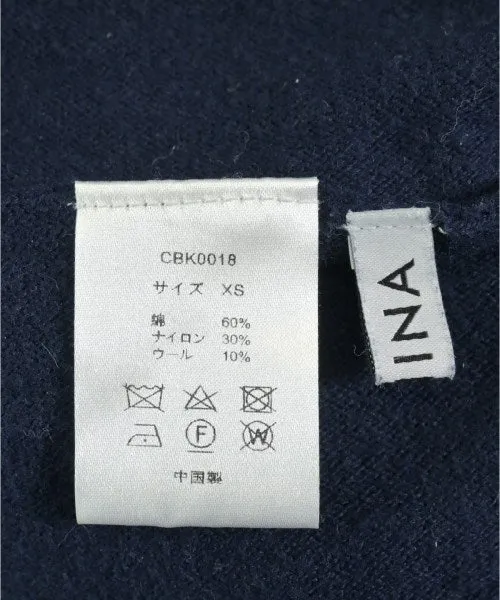 CBK0018
サイズ XS
綿 60%
ナイロン 30%
ウール 10%
F
W
中国製
INA